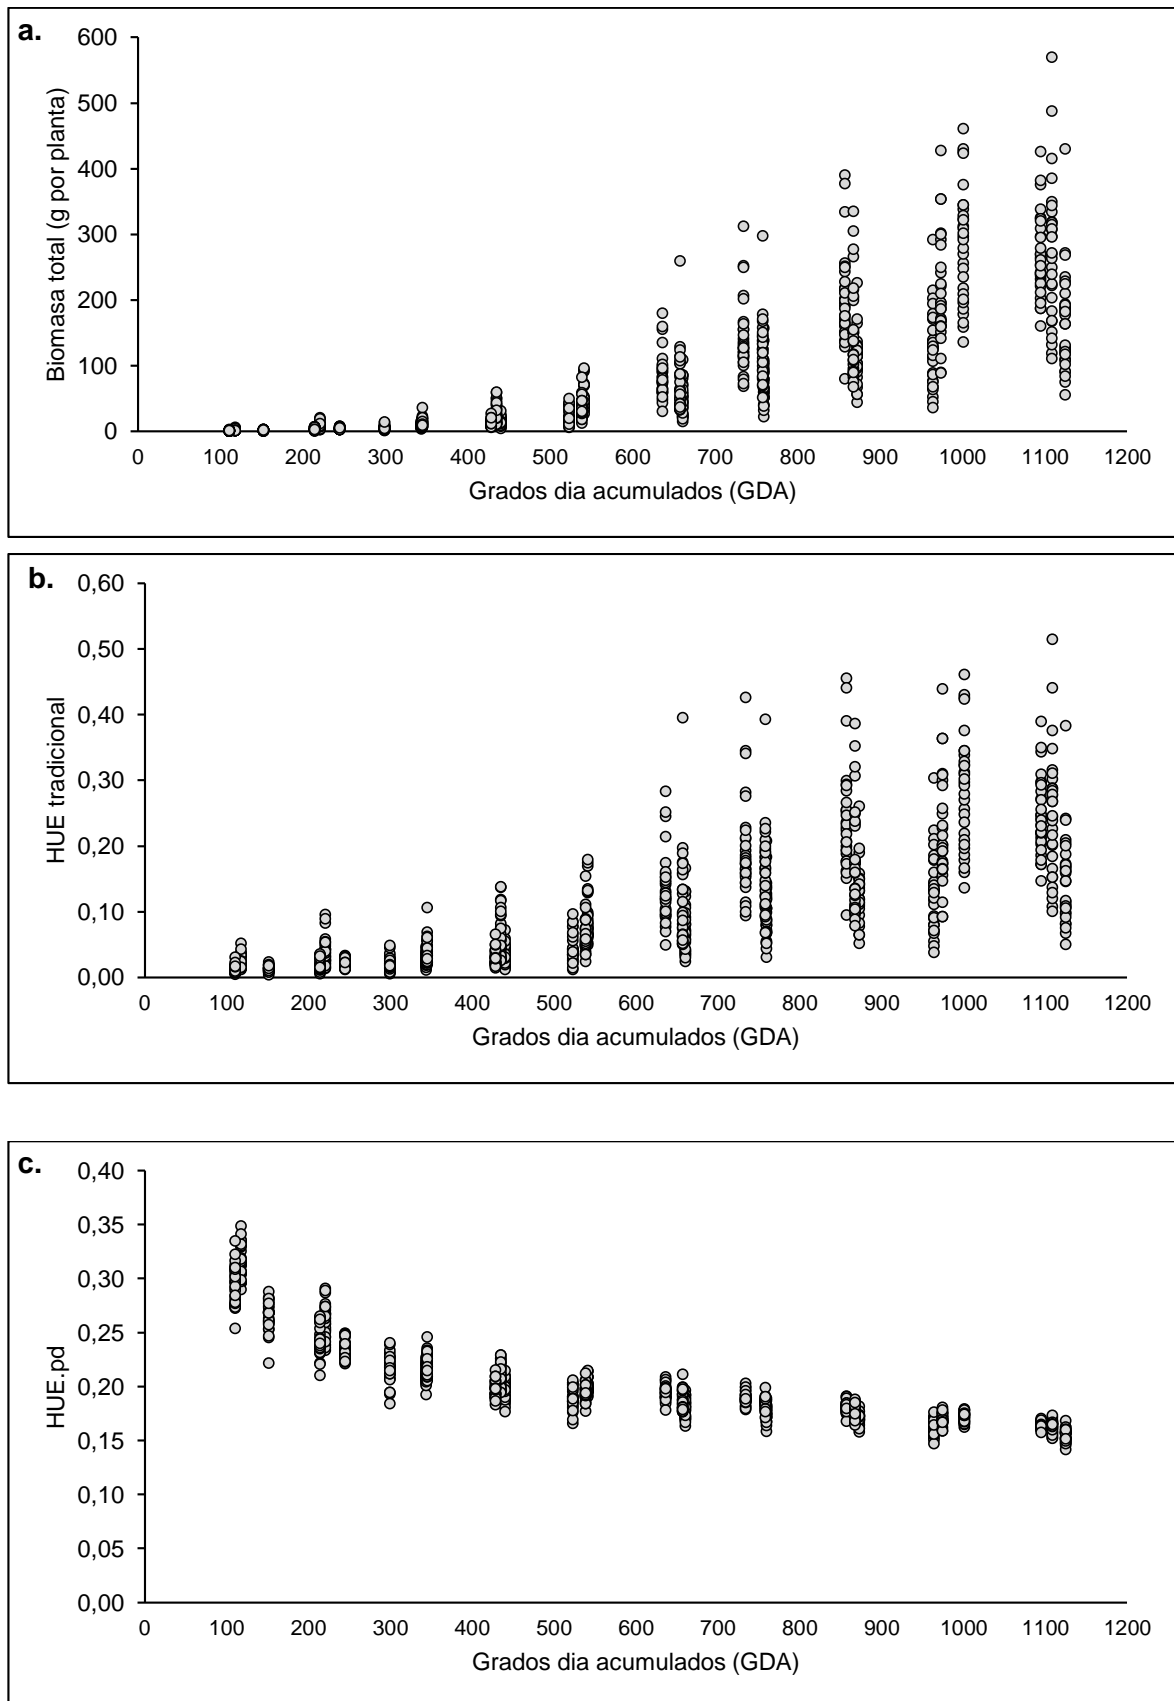 a.
Biomasa total (g por planta)
600
500
400
300
200
100
0
0 100 200 300 400 500 600 700 800 900 1000 1100 1200
Grados dia acumulados (GDA)
b.
HUE tradicional
0,60
0,50
0,40
0,30
0,20
0,10
0,00
0 100 200 300 400 500 600 700 800 900 1000 1100 1200
Grados dia acumulados (GDA)
c.
HUE.pd
0,40
0,35
0,30
0,25
0,20
0,15
0,10
0,05
0,00
0 100 200 300 400 500 600 700 800 900 1000 1100 1200
Grados dia acumulados (GDA)